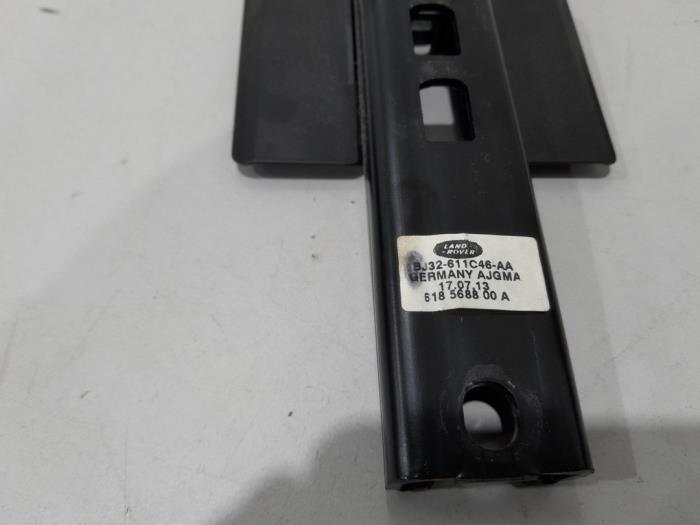 LAND
-ROVER
BJ32-611C46-AA
GERMANY AJGMA
17.07.13
618 5688 00 A